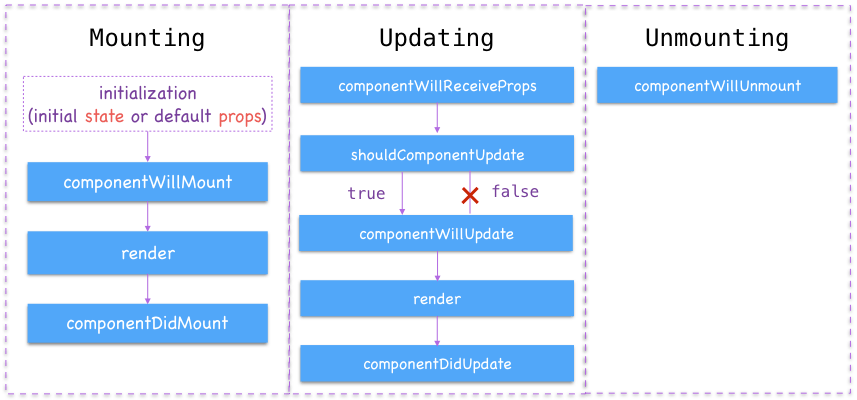 Mounting
initialization
(initial state or default props)
componentWillMount
render
componentDidMount
Updating
componentWillReceiveProps
shouldComponentUpdate
true
false
componentWillUpdate
render
componentDidUpdate
Unmounting
componentWillUnmount